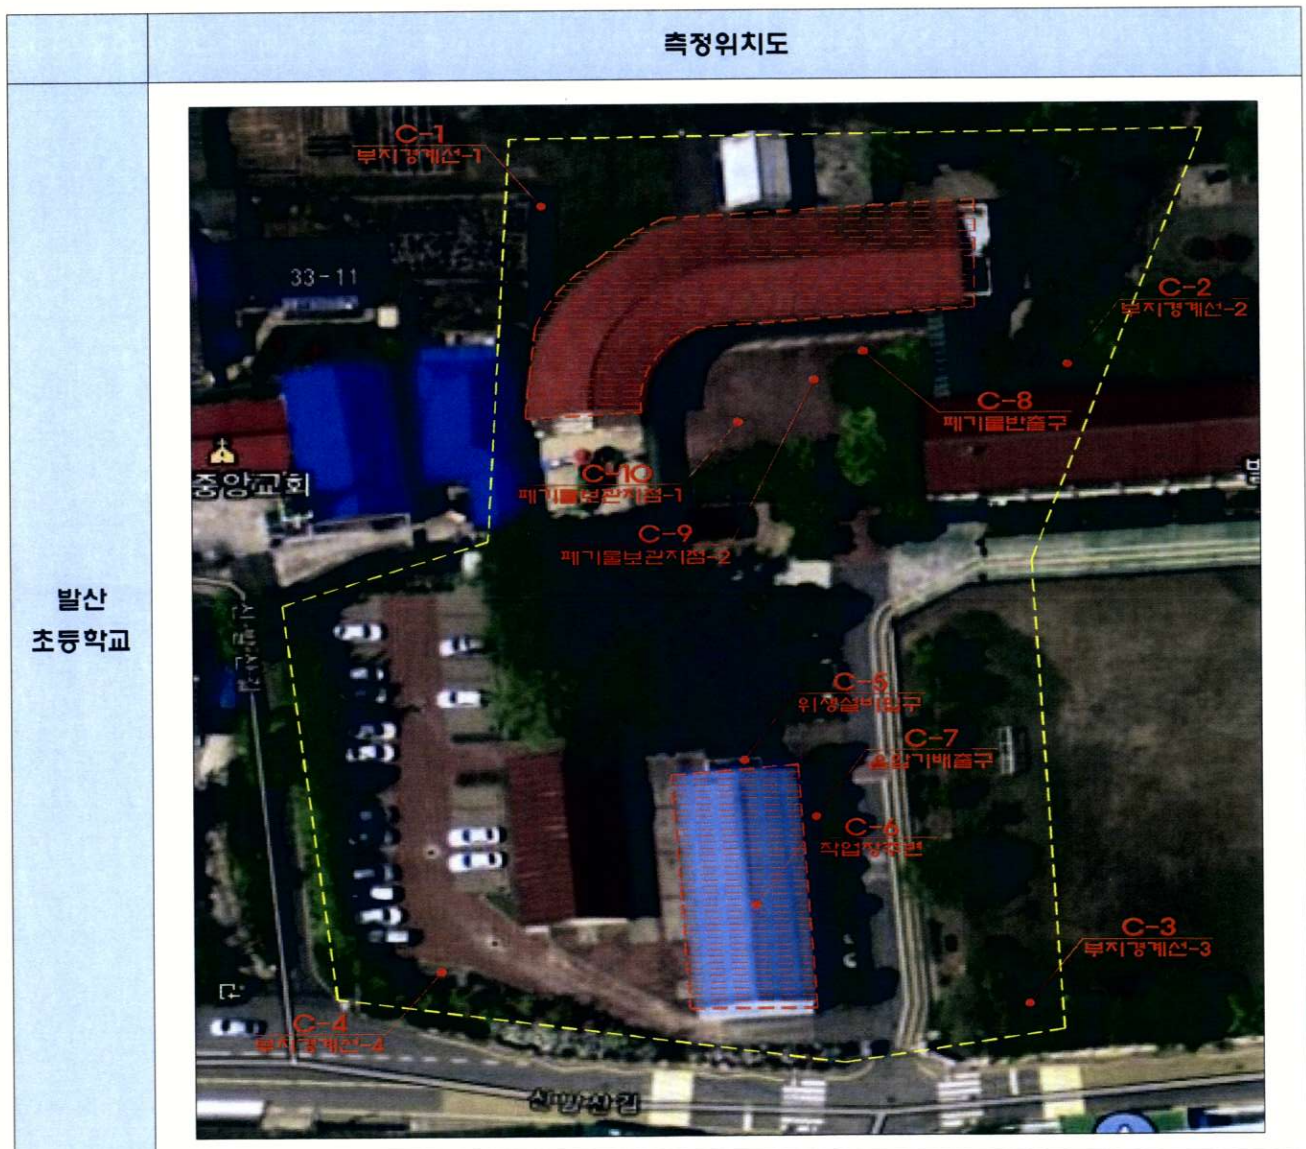 측정위치도
발산
초등학교
C-1
부지경계선-1
33-11
C-2
부지경계선-2
C-8
폐기물반출구
중앙교회
C-10
폐기물보관지점-1
C-9
폐기물보관지점-2
C-5
위생설비입구
C-7
음압기배출구
C-6
작업장주변
C-3
부지경계선-3
C-4
부지경계선-4